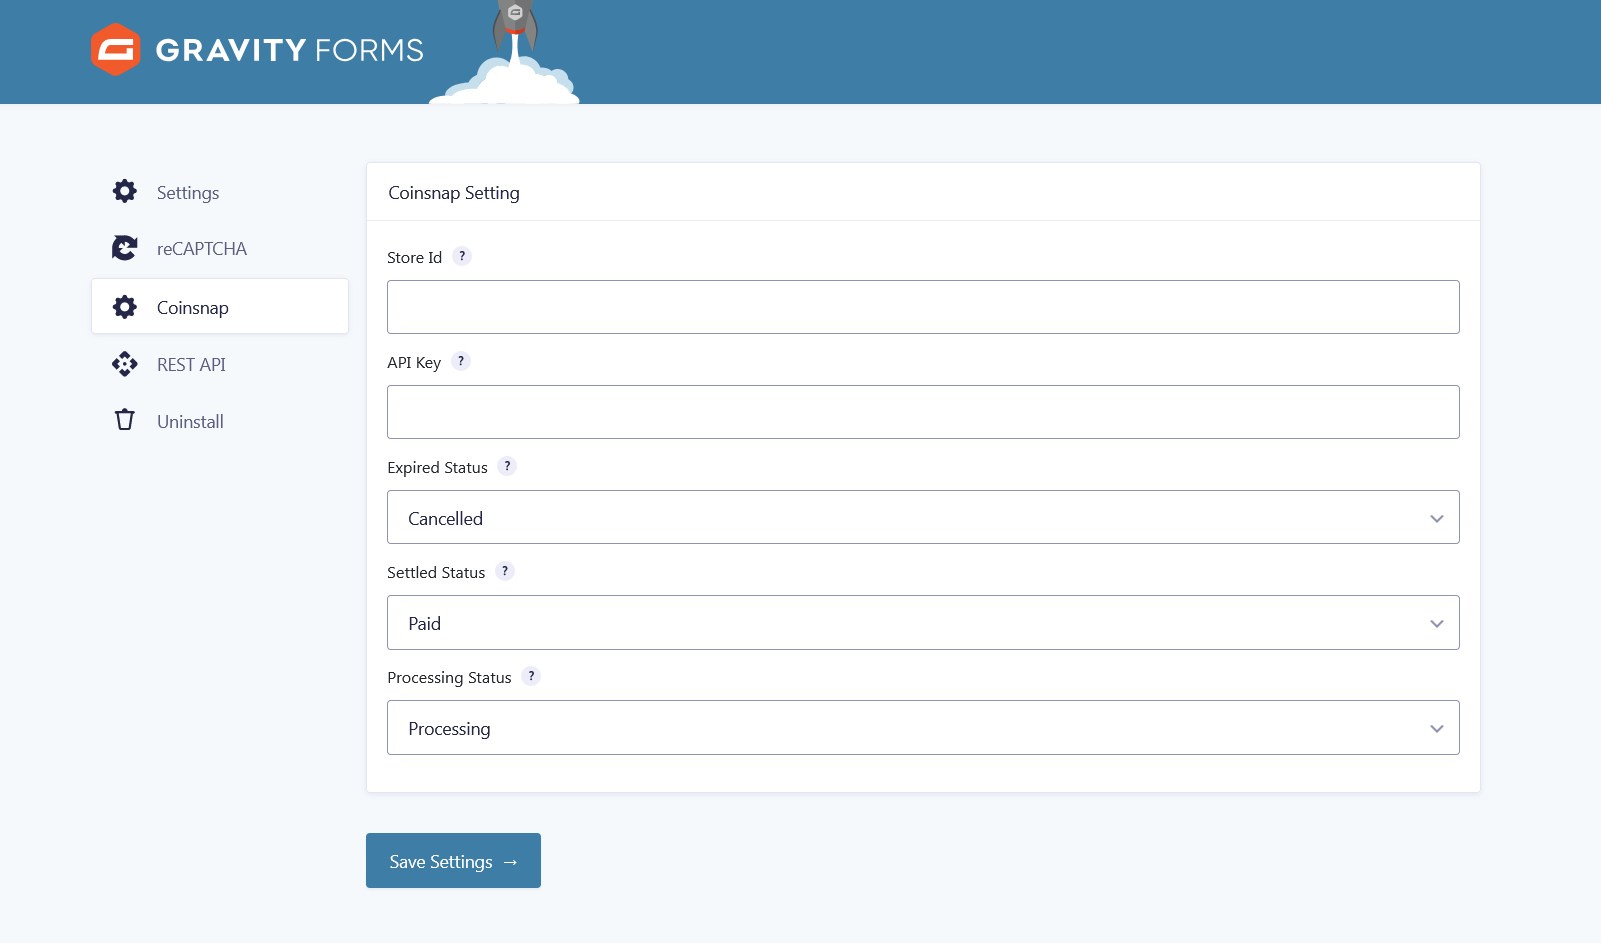 GRAVITY FORMS
Settings
reCAPTCHA
Coinsnap
REST API
Uninstall
Coinsnap Setting
Store Id ?
API Key ?
Expired Status ?
Cancelled
Settled Status ?
Paid
Processing Status ?
Processing
Save Settings →